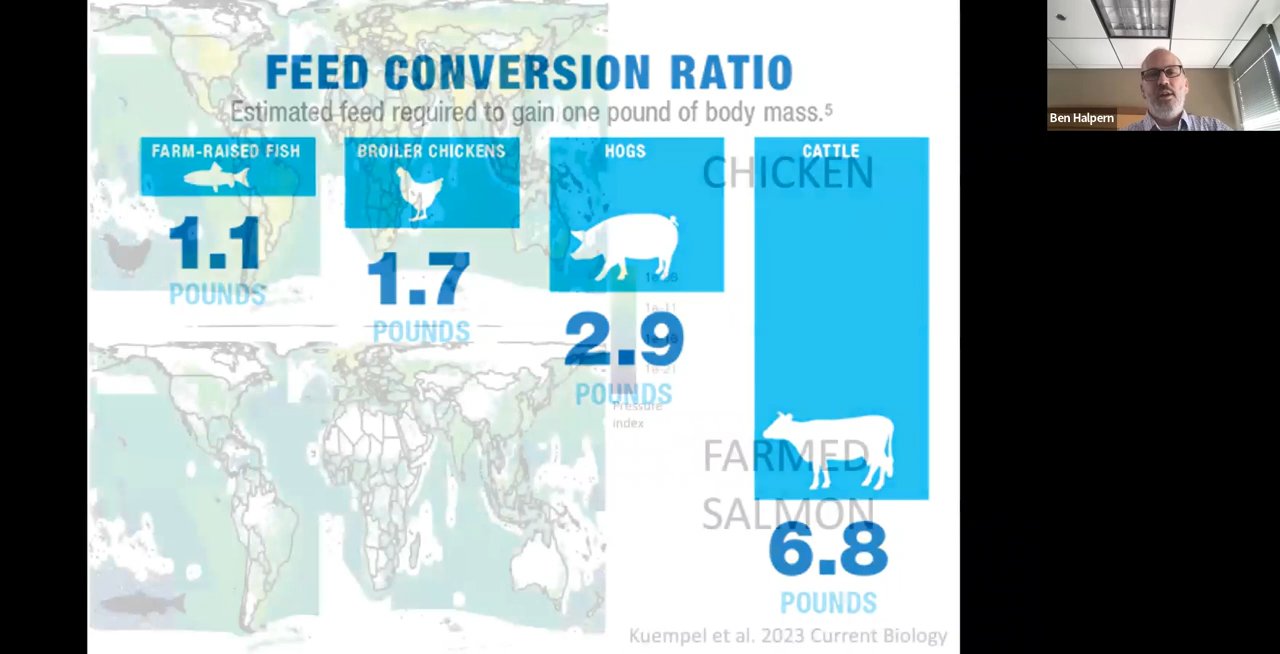 FEED CONVERSION RATIO
Estimated feed required to gain one pound of body mass.5
FARM-RAISED FISH
BROILER CHICKENS
HOGS
CATTLE
CHICKEN
1.1
POUNDS
1.7
POUNDS
2.9
POUNDS
1e-11
Pressure
index
FARMED
SALMON
6.8
POUNDS
Kuempel et al. 2023 Current Biology
Ben Halpern